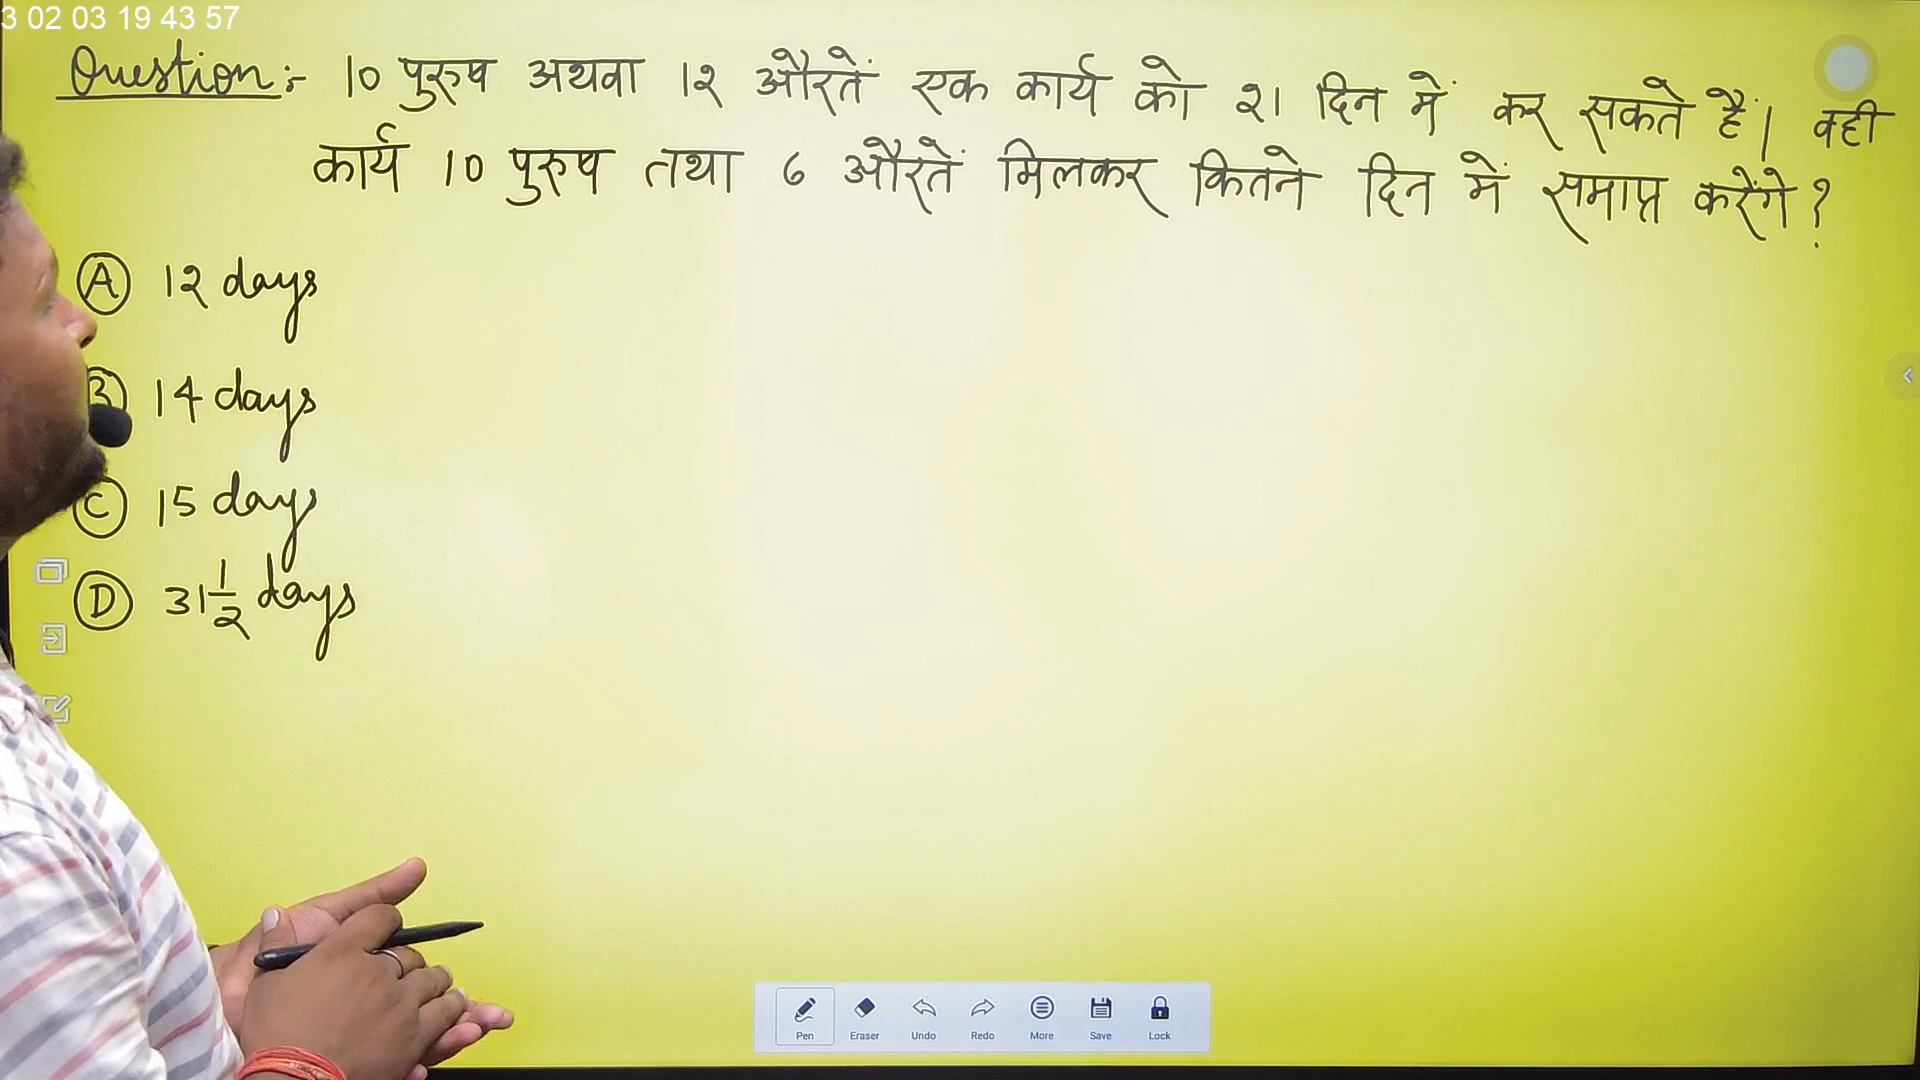 3 02 03 19 43 57
Question:- 10 पुरुष अथवा 12 औरतें एक कार्य को 21 दिन में कर सकते हैं। वही
कार्य 10 पुरुष तथा 6 औरतें मिलकर कितने दिन में समाप्त करेंगे?
A 12 days
B 14 days
C 15 days
D 31 1/2 days
Pen Eraser Undo Redo More Save Lock